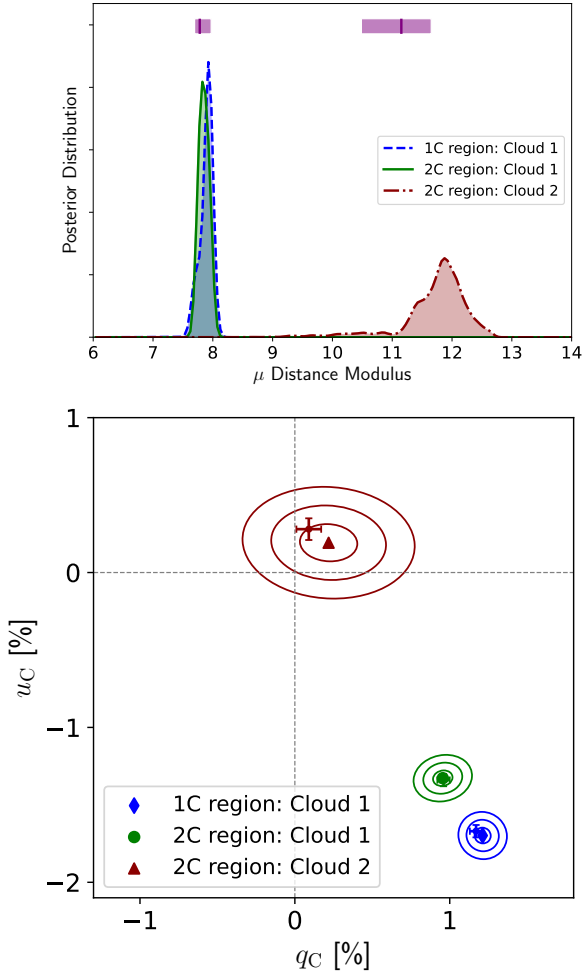 Posterior Distribution
1C region: Cloud 1
2C region: Cloud 1
2C region: Cloud 2
6 7 8 9 10 11 12 13 14
μ Distance Modulus
1
0
−1
−2
u_C [%]
1C region: Cloud 1
2C region: Cloud 1
2C region: Cloud 2
−1 0 1
q_C [%]